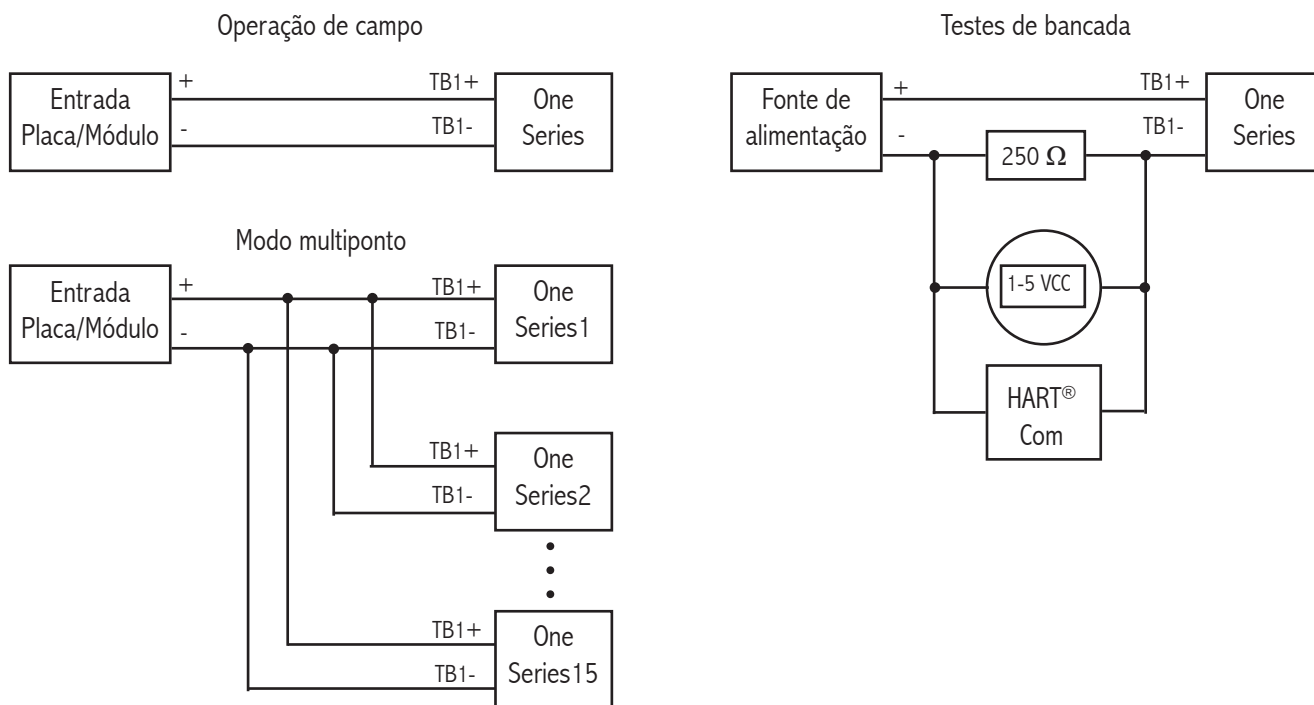 Operação de campo
Entrada
Placa/Módulo
+
-
TB1+
TB1-
One
Series
Modo multiponto
Entrada
Placa/Módulo
+
-
TB1+
TB1-
One
Series1
TB1+
TB1-
One
Series2
TB1+
TB1-
One
Series15
Testes de bancada
Fonte de
alimentação
+
-
TB1+
TB1-
One
Series
250 Ω
1-5 VCC
HART®
Com